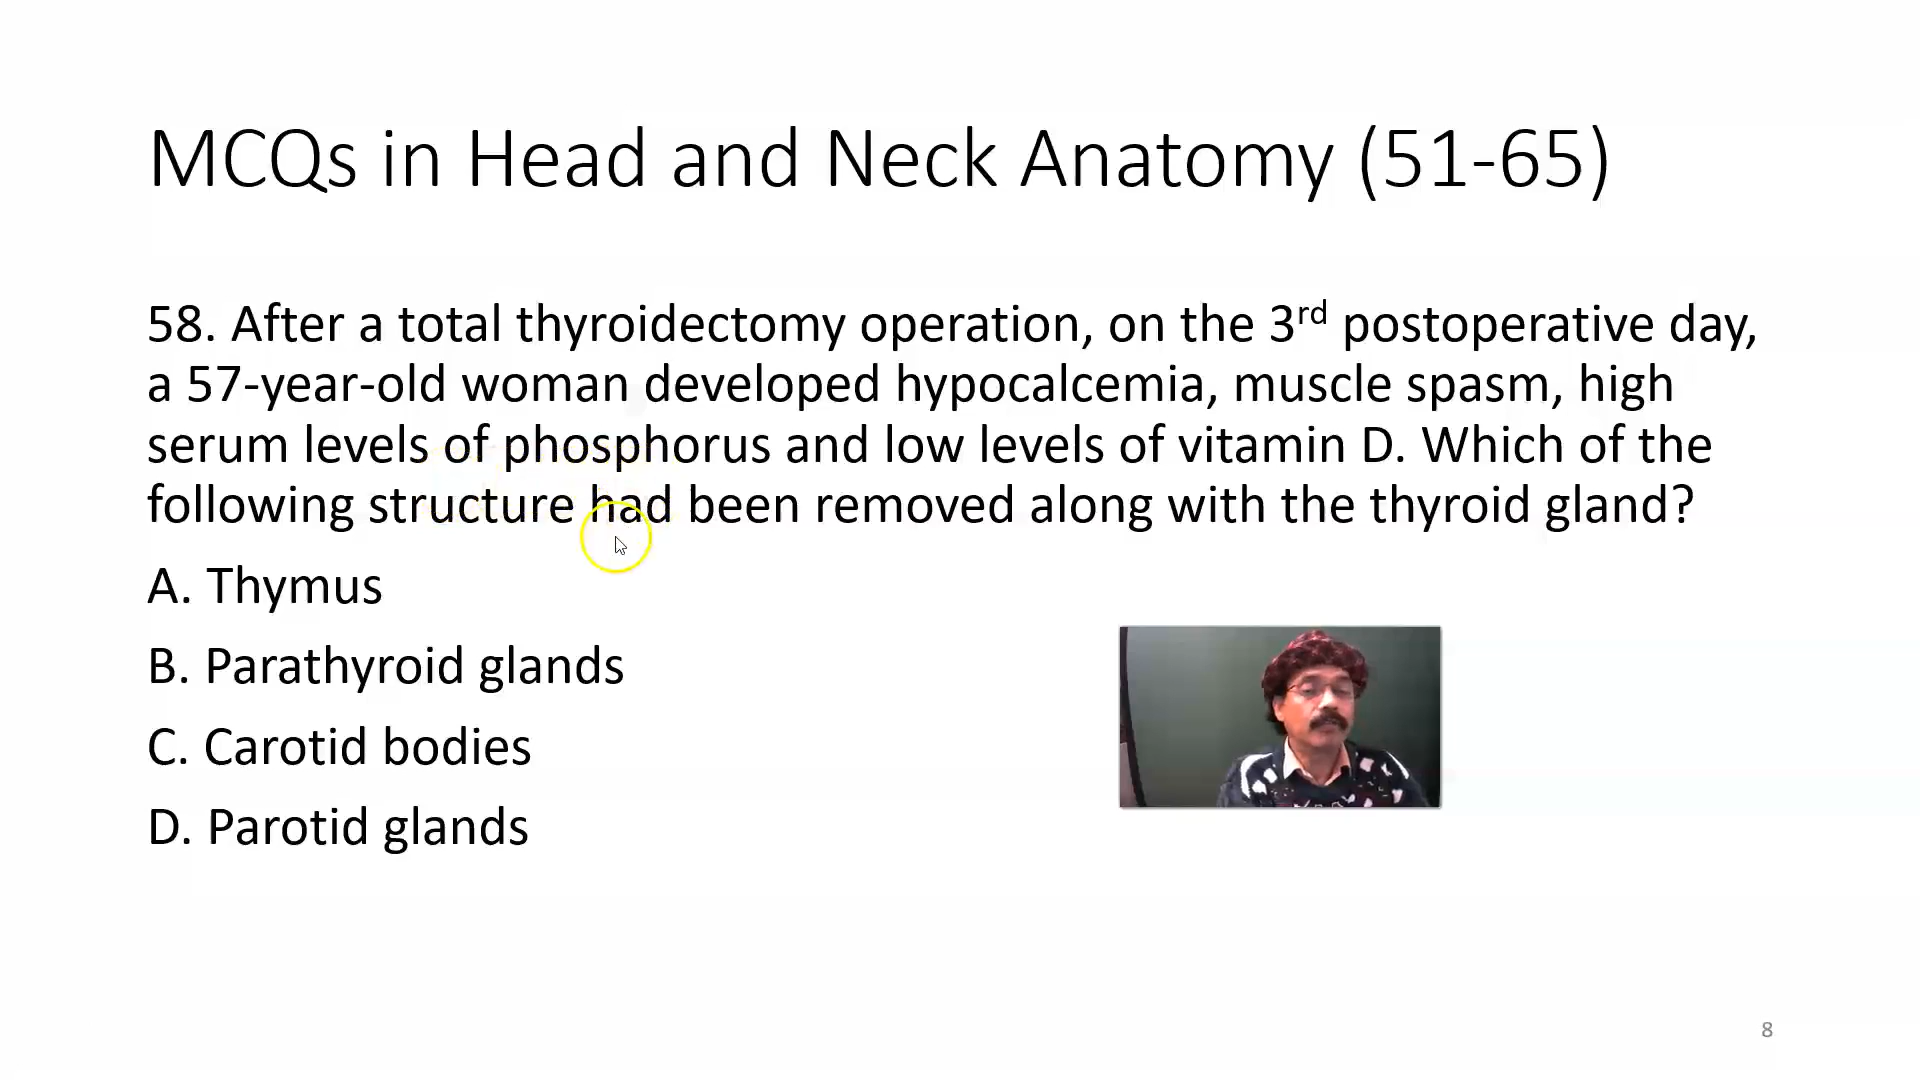 MCQs in Head and Neck Anatomy (51-65)
58. After a total thyroidectomy operation, on the 3rd postoperative day,
a 57-year-old woman developed hypocalcemia, muscle spasm, high
serum levels of phosphorus and low levels of vitamin D. Which of the
following structure had been removed along with the thyroid gland?
A. Thymus
B. Parathyroid glands
C. Carotid bodies
D. Parotid glands
8